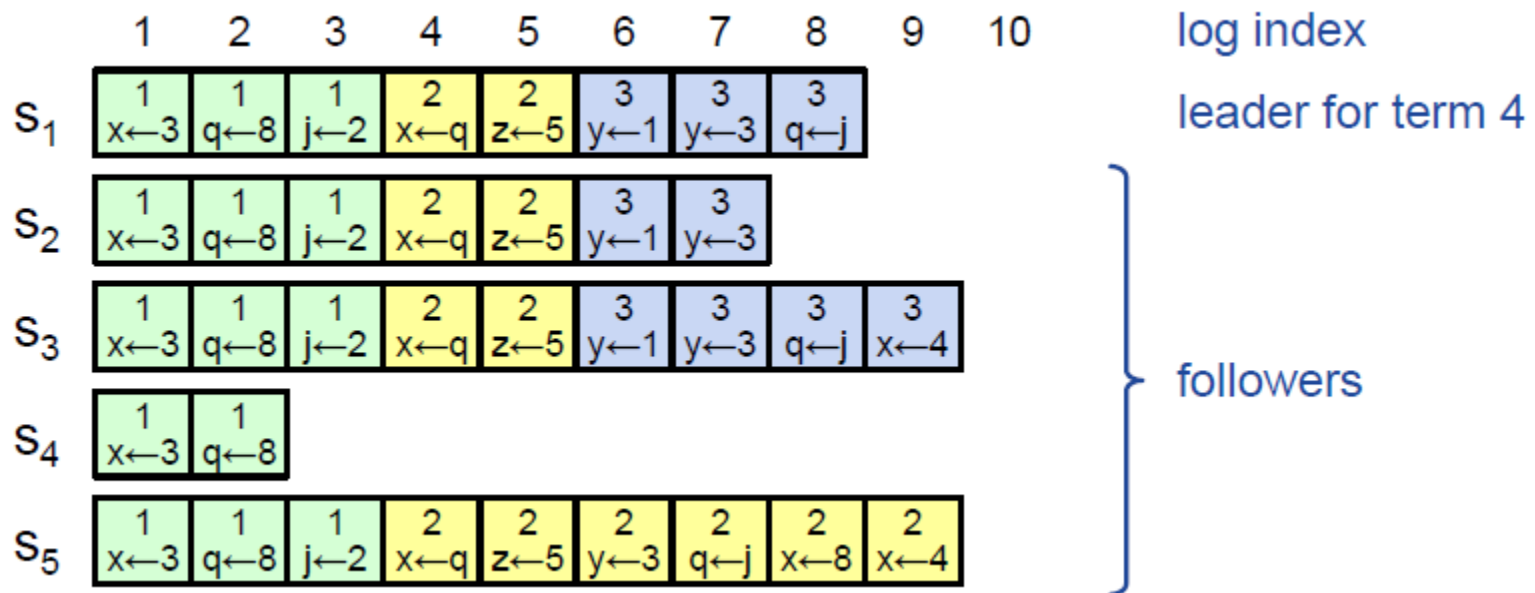 1 2 3 4 5 6 7 8 9 10 log index
1 1 1 2 2 3 3 3
S1 x←3 q←8 j←2 x←q z←5 y←1 y←3 q←j leader for term 4
1 1 1 2 2 3 3
S2 x←3 q←8 j←2 x←q z←5 y←1 y←3
1 1 1 2 2 3 3 3 3
S3 x←3 q←8 j←2 x←q z←5 y←1 y←3 q←j x←4
followers
1 1
S4 x←3 q←8
1 1 1 2 2 2 2 2 2
S5 x←3 q←8 j←2 x←q z←5 y←3 q←j x←8 x←4